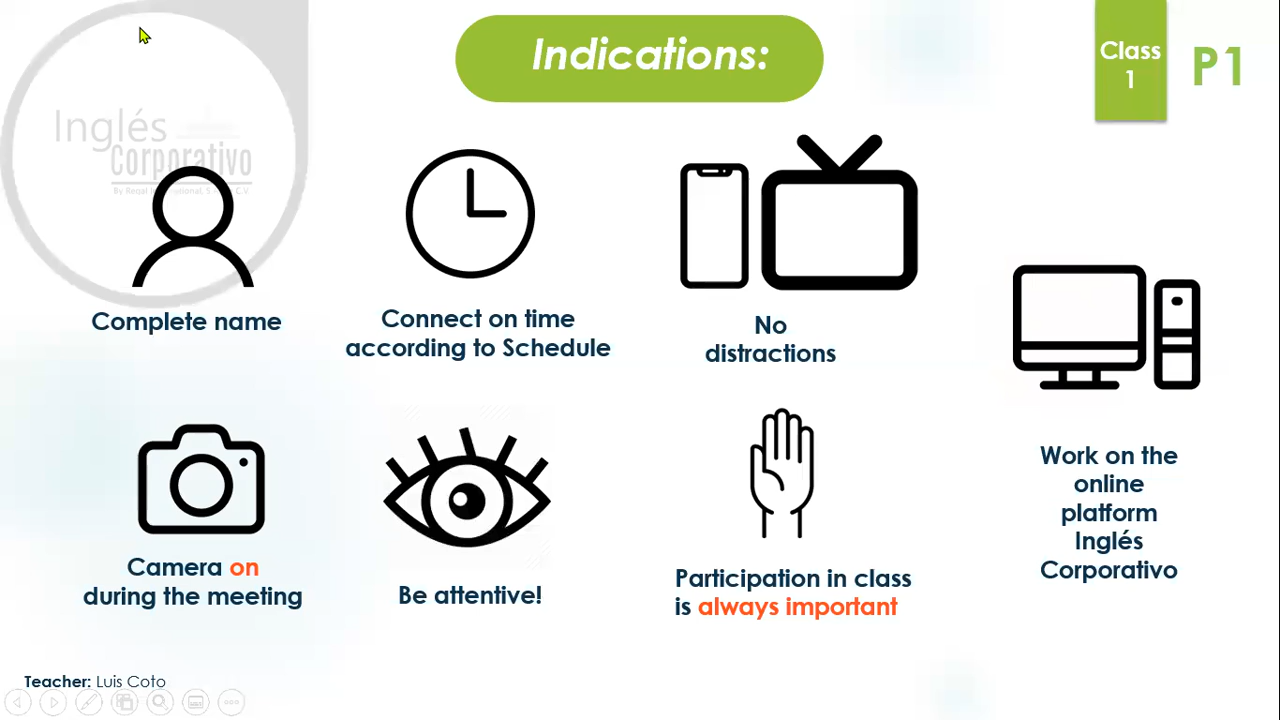 Indications:
Class
1
P1
Inglés
Corporativo
Complete name
Connect on time
according to Schedule
No
distractions
Camera on
during the meeting
Be attentive!
Participation in class
is always important
Work on the
online
platform
Inglés
Corporativo
Teacher: Luis Coto